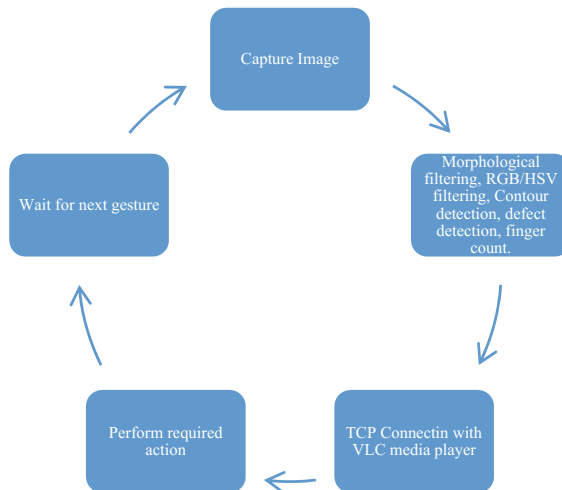 Capture Image
Morphological
filtering, RGB/HSV
filtering, Contour
detection, defect
detection, finger
count.
TCP Connectin with
VLC media player
Perform required
action
Wait for next gesture